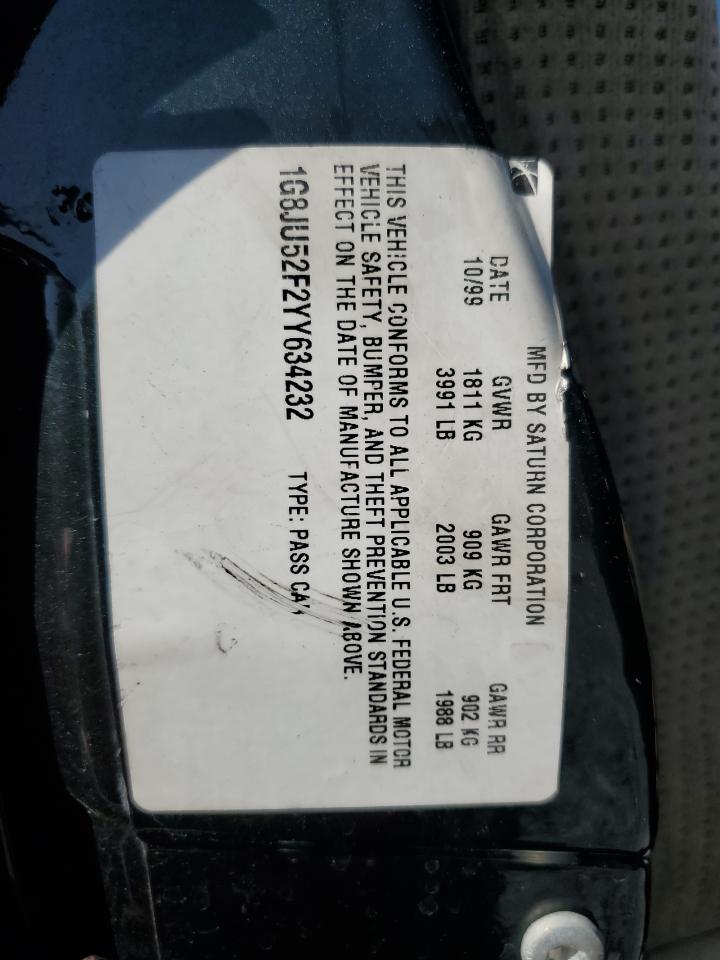 MFD BY SATURN CORPORATION
DATE GVWR GAWR FRT GAWR RR
10/99 1811 KG 909 KG 902 KG
3991 LB 2003 LB 1988 LB
THIS VEHICLE CONFORMS TO ALL APPLICABLE U.S. FEDERAL MOTOR
VEHICLE SAFETY, BUMPER, AND THEFT PREVENTION STANDARDS IN
EFFECT ON THE DATE OF MANUFACTURE SHOWN ABOVE.
1G8JU52F2YY634232 TYPE: PASS CAR